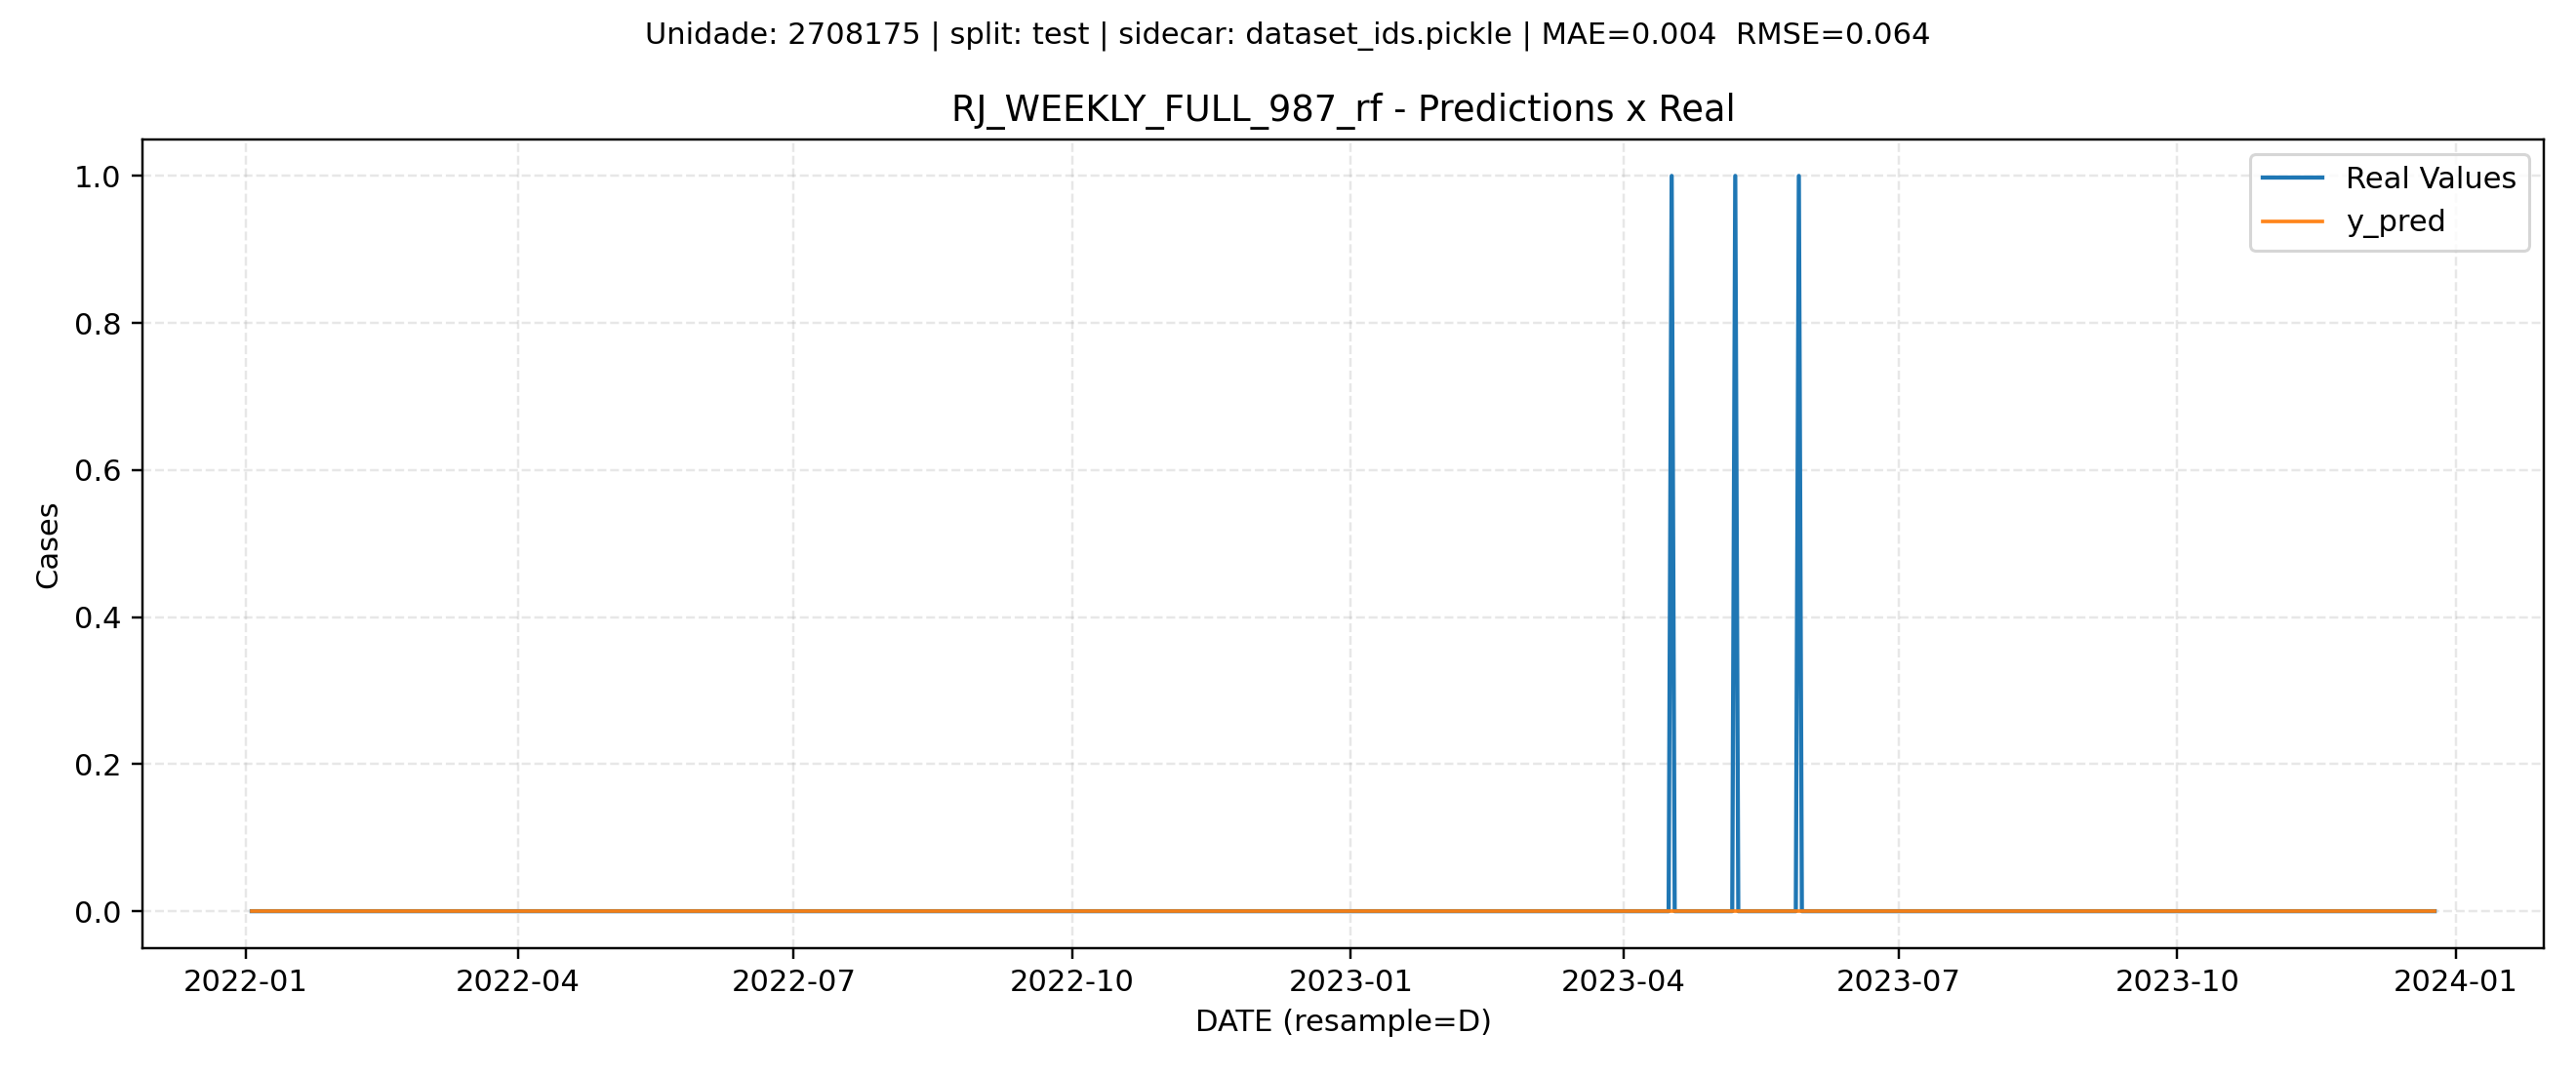 Unidade: 2708175 | split: test | sidecar: dataset_ids.pickle | MAE=0.004  RMSE=0.064
RJ_WEEKLY_FULL_987_rf - Predictions x Real
Real Values
y_pred
1.0
0.8
0.6
0.4
0.2
0.0
Cases
2022-01
2022-04
2022-07
2022-10
2023-01
2023-04
2023-07
2023-10
2024-01
DATE (resample=D)